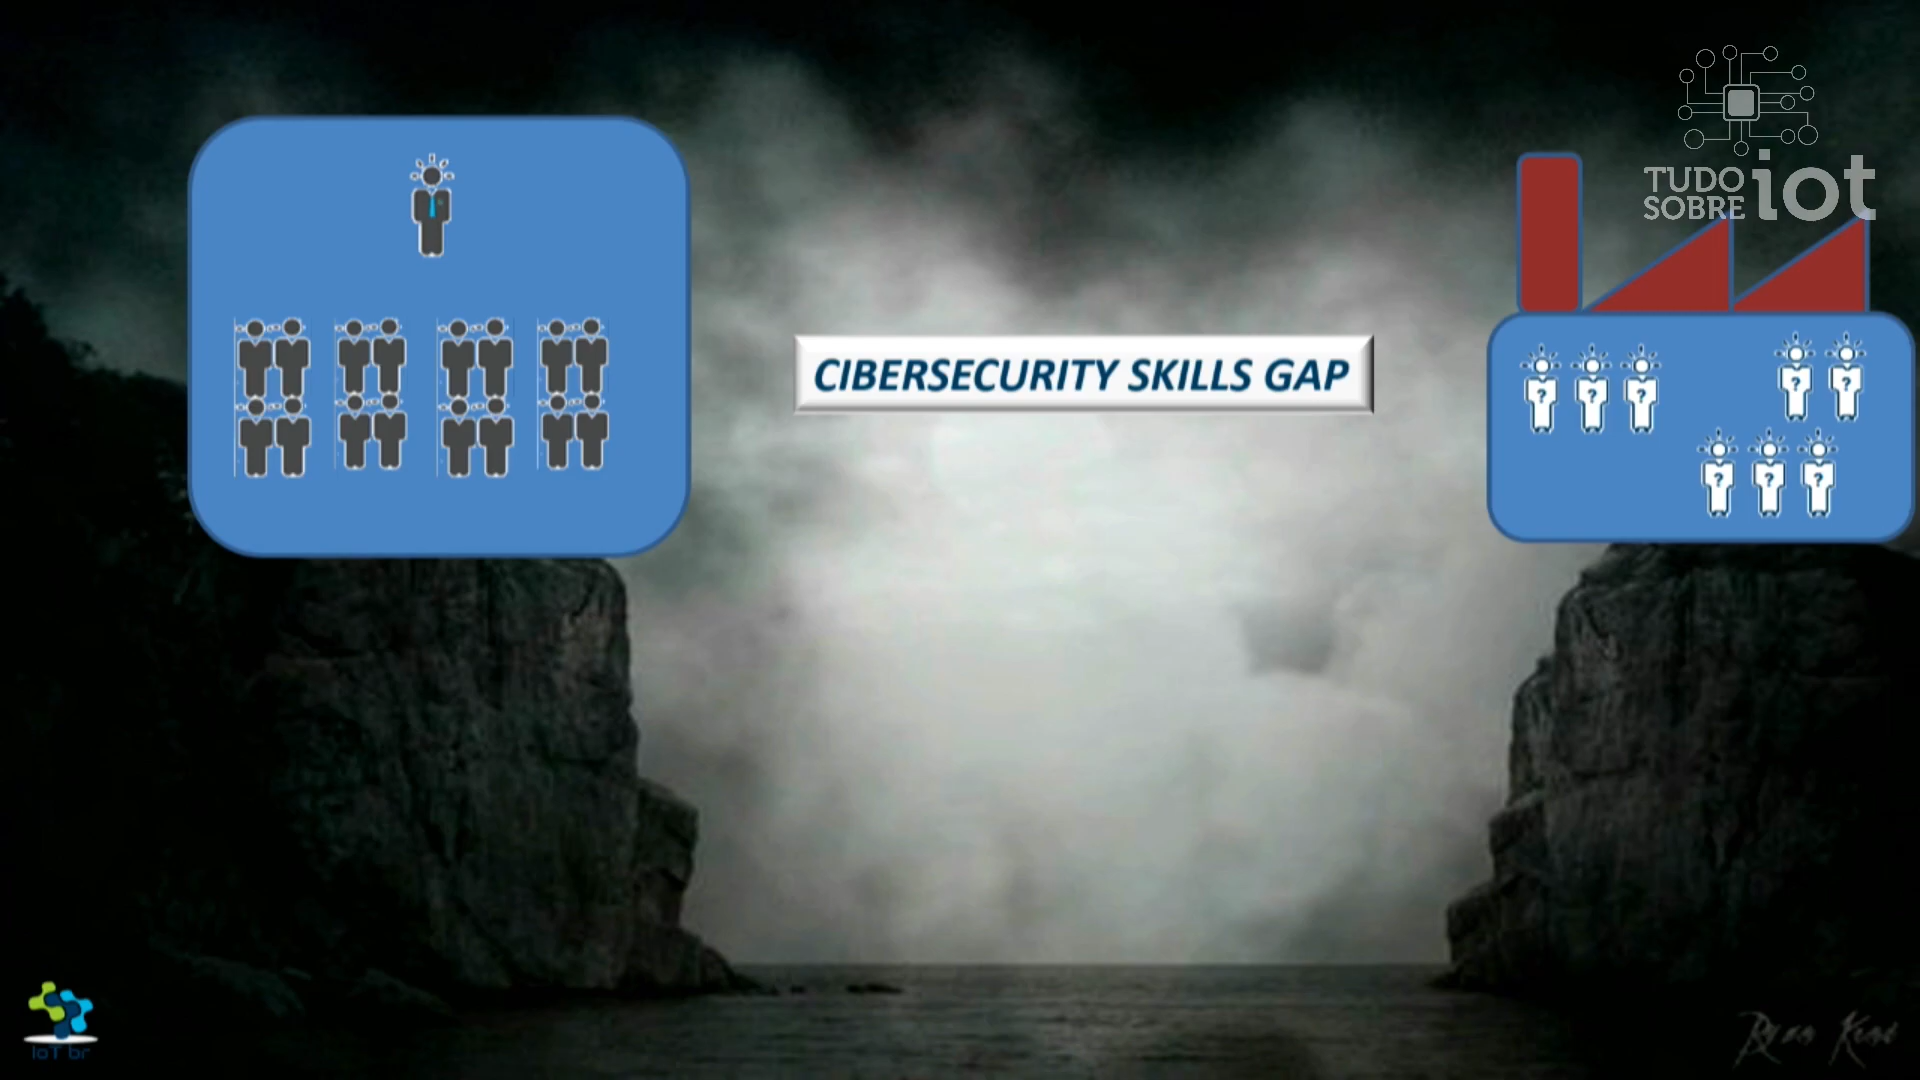 TUDO
SOBRE iot
CIBERSECURITY SKILLS GAP
? ? ? ? ?
? ? ?
IoT br